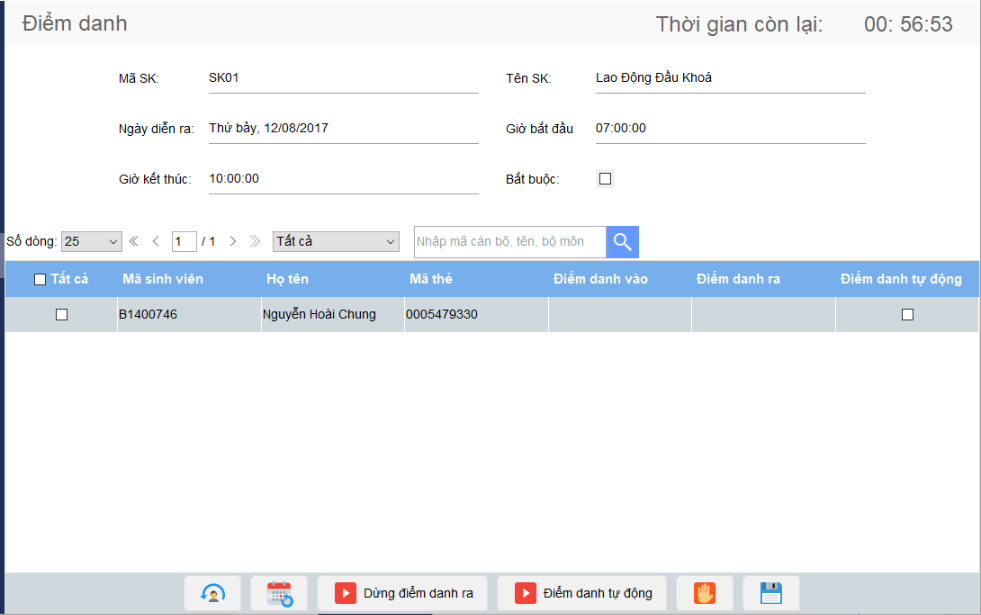 Điểm danh Thời gian còn lại: 00: 56:53
Mã SK: SK01 Tên SK: Lao Động Đầu Khoá
Ngày diễn ra: Thứ bảy, 12/08/2017 Giờ bắt đầu 07:00:00
Giờ kết thúc: 10:00:00 Bắt buộc:
Số dòng: 25 1 / 1 Tất cả Nhập mã cán bộ, tên, bộ môn
Tất cả Mã sinh viên Họ tên Mã thẻ Điểm danh vào Điểm danh ra Điểm danh tự động
B1400746 Nguyễn Hoài Chung 0005479330
Dừng điểm danh ra Điểm danh tự động